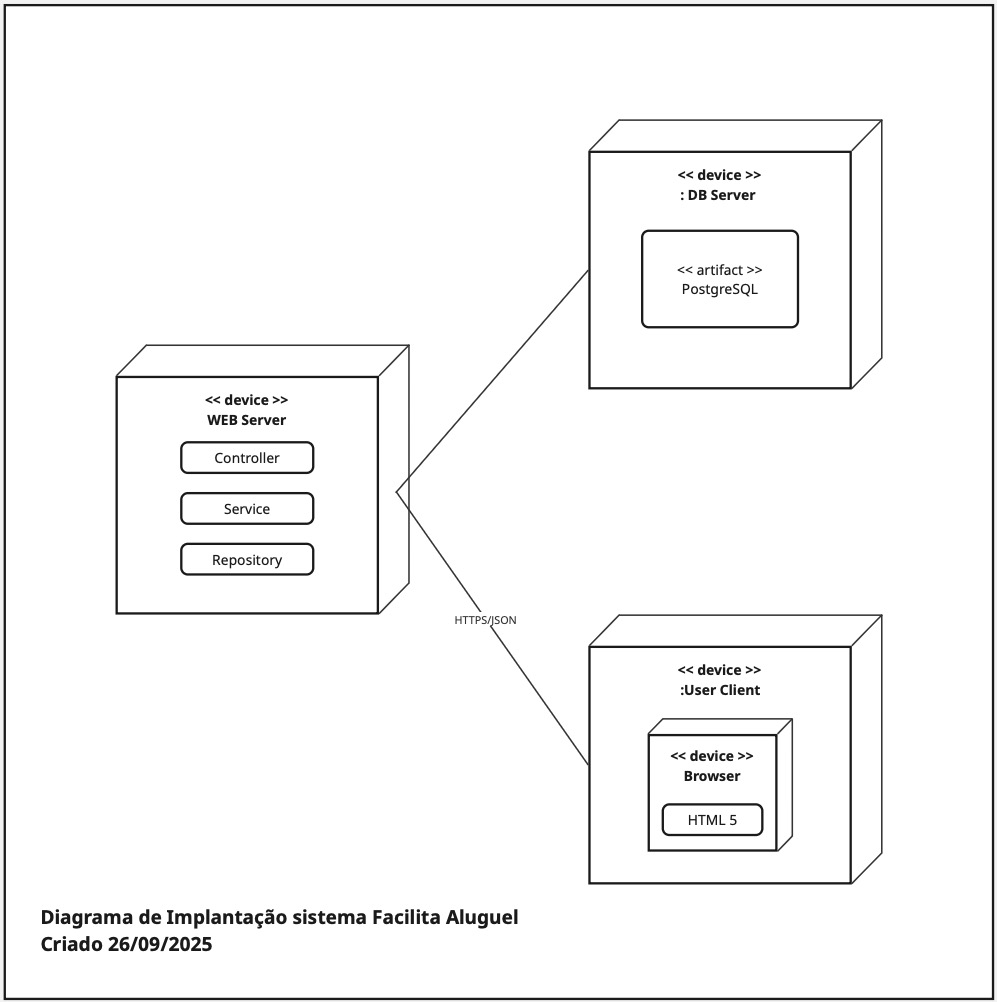 << device >>
: DB Server
<< artifact >>
PostgreSQL
<< device >>
WEB Server
Controller
Service
Repository
HTTPS/JSON
<< device >>
:User Client
<< device >>
Browser
HTML 5
Diagrama de Implantação sistema Facilita Aluguel
Criado 26/09/2025